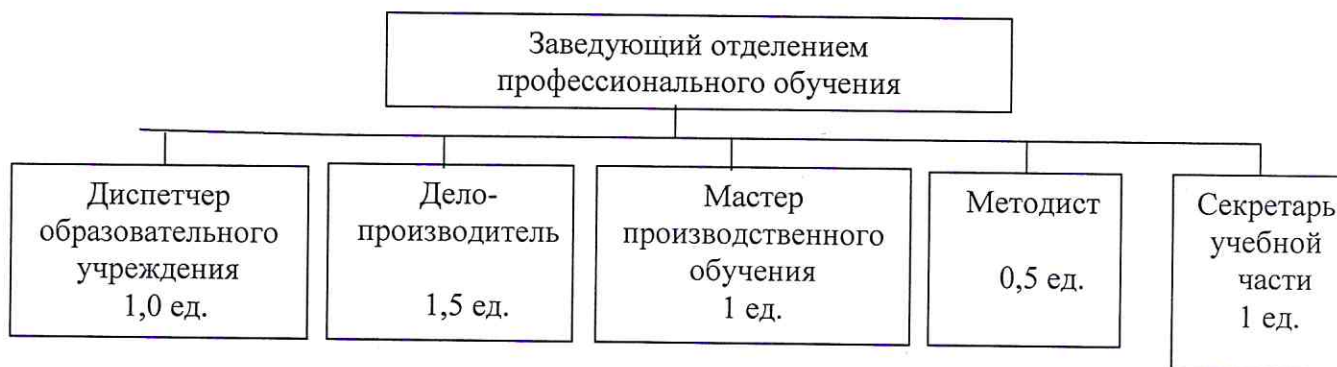 Заведующий отделением
профессионального обучения
Диспетчер
образовательного
учреждения
1,0 ед.
Дело-
производитель
1,5 ед.
Мастер
производственного
обучения
1 ед.
Методист
0,5 ед.
Секретарь
учебной
части
1 ед.